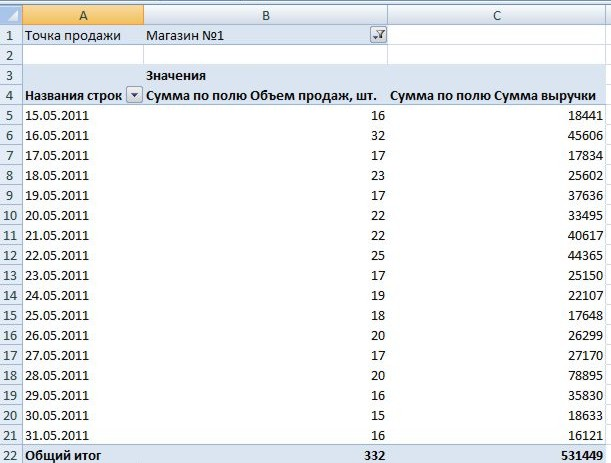 A B C
1 Точка продажи Магазин №1
2
3 Значения
4 Названия строк Сумма по полю Объем продаж, шт. Сумма по полю Сумма выручки
5 15.05.2011 16 18441
6 16.05.2011 32 45606
7 17.05.2011 17 17834
8 18.05.2011 23 25602
9 19.05.2011 17 37636
10 20.05.2011 22 33495
11 21.05.2011 22 40617
12 22.05.2011 25 44365
13 23.05.2011 17 25150
14 24.05.2011 19 22107
15 25.05.2011 18 17648
16 26.05.2011 20 26299
17 27.05.2011 17 27170
18 28.05.2011 20 78895
19 29.05.2011 16 35830
20 30.05.2011 15 18633
21 31.05.2011 16 16121
22 Общий итог 332 531449